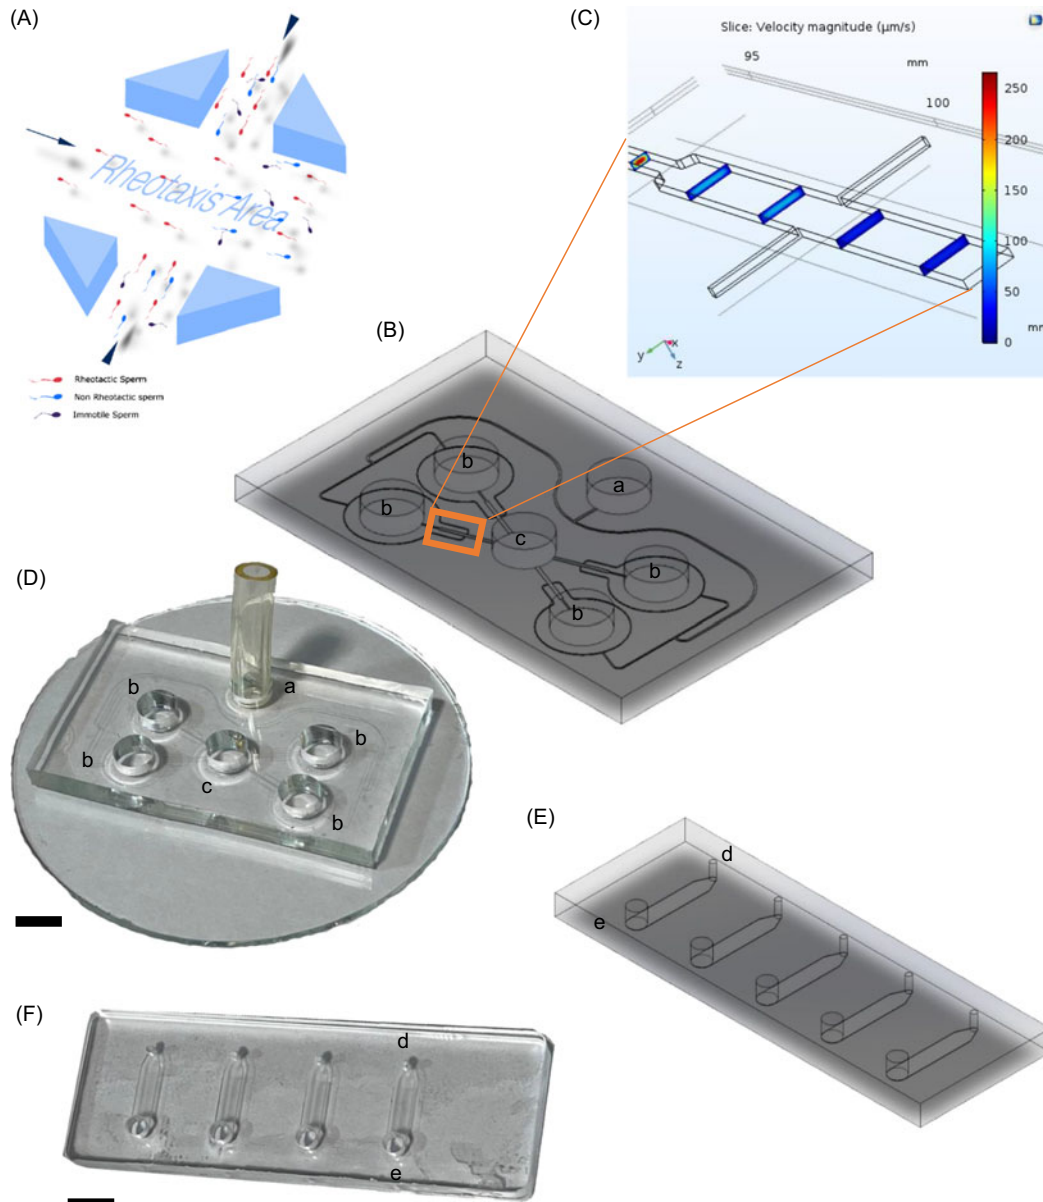 (A)
Rheotaxis Area
Rheotactic Sperm
Non Rheotactic sperm
Immotile Sperm
(C)
Slice: Velocity magnitude (µm/s)
95
mm
100
250
200
150
100
50
0
mm
y
x
z
(B)
b
a
b
c
b
b
(D)
b
a
b
b
c
b
(E)
d
e
(F)
d
e